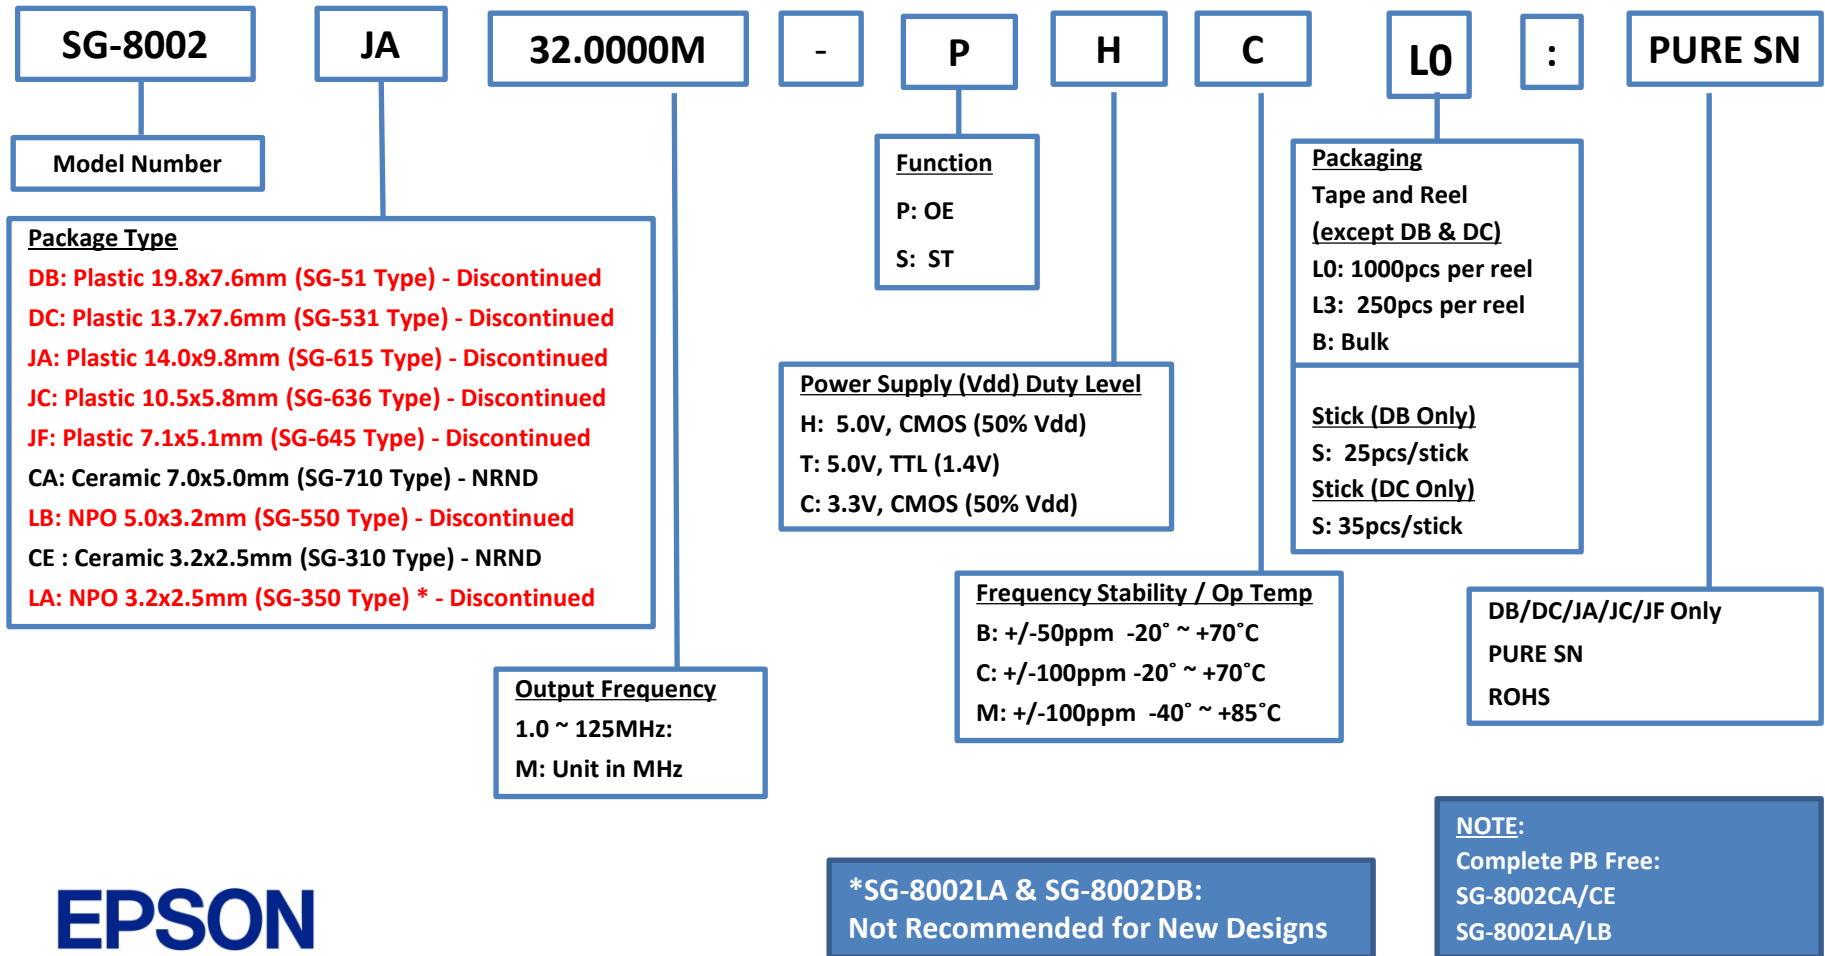 SG-8002 JA 32.0000M - P H C L0 : PURE SN
Model Number
Package Type
DB: Plastic 19.8x7.6mm (SG-51 Type) - Discontinued
DC: Plastic 13.7x7.6mm (SG-531 Type) - Discontinued
JA: Plastic 14.0x9.8mm (SG-615 Type) - Discontinued
JC: Plastic 10.5x5.8mm (SG-636 Type) - Discontinued
JF: Plastic 7.1x5.1mm (SG-645 Type) - Discontinued
CA: Ceramic 7.0x5.0mm (SG-710 Type) - NRND
LB: NPO 5.0x3.2mm (SG-550 Type) - Discontinued
CE : Ceramic 3.2x2.5mm (SG-310 Type) - NRND
LA: NPO 3.2x2.5mm (SG-350 Type) * - Discontinued
Output Frequency
1.0 ~ 125MHz:
M: Unit in MHz
Function
P: OE
S: ST
Power Supply (Vdd) Duty Level
H: 5.0V, CMOS (50% Vdd)
T: 5.0V, TTL (1.4V)
C: 3.3V, CMOS (50% Vdd)
Frequency Stability / Op Temp
B: +/-50ppm -20˚ ~ +70˚C
C: +/-100ppm -20˚ ~ +70˚C
M: +/-100ppm -40˚ ~ +85˚C
Packaging
Tape and Reel
(except DB & DC)
L0: 1000pcs per reel
L3: 250pcs per reel
B: Bulk
Stick (DB Only)
S: 25pcs/stick
Stick (DC Only)
S: 35pcs/stick
DB/DC/JA/JC/JF Only
PURE SN
ROHS
EPSON
*SG-8002LA & SG-8002DB:
Not Recommended for New Designs
NOTE:
Complete PB Free:
SG-8002CA/CE
SG-8002LA/LB